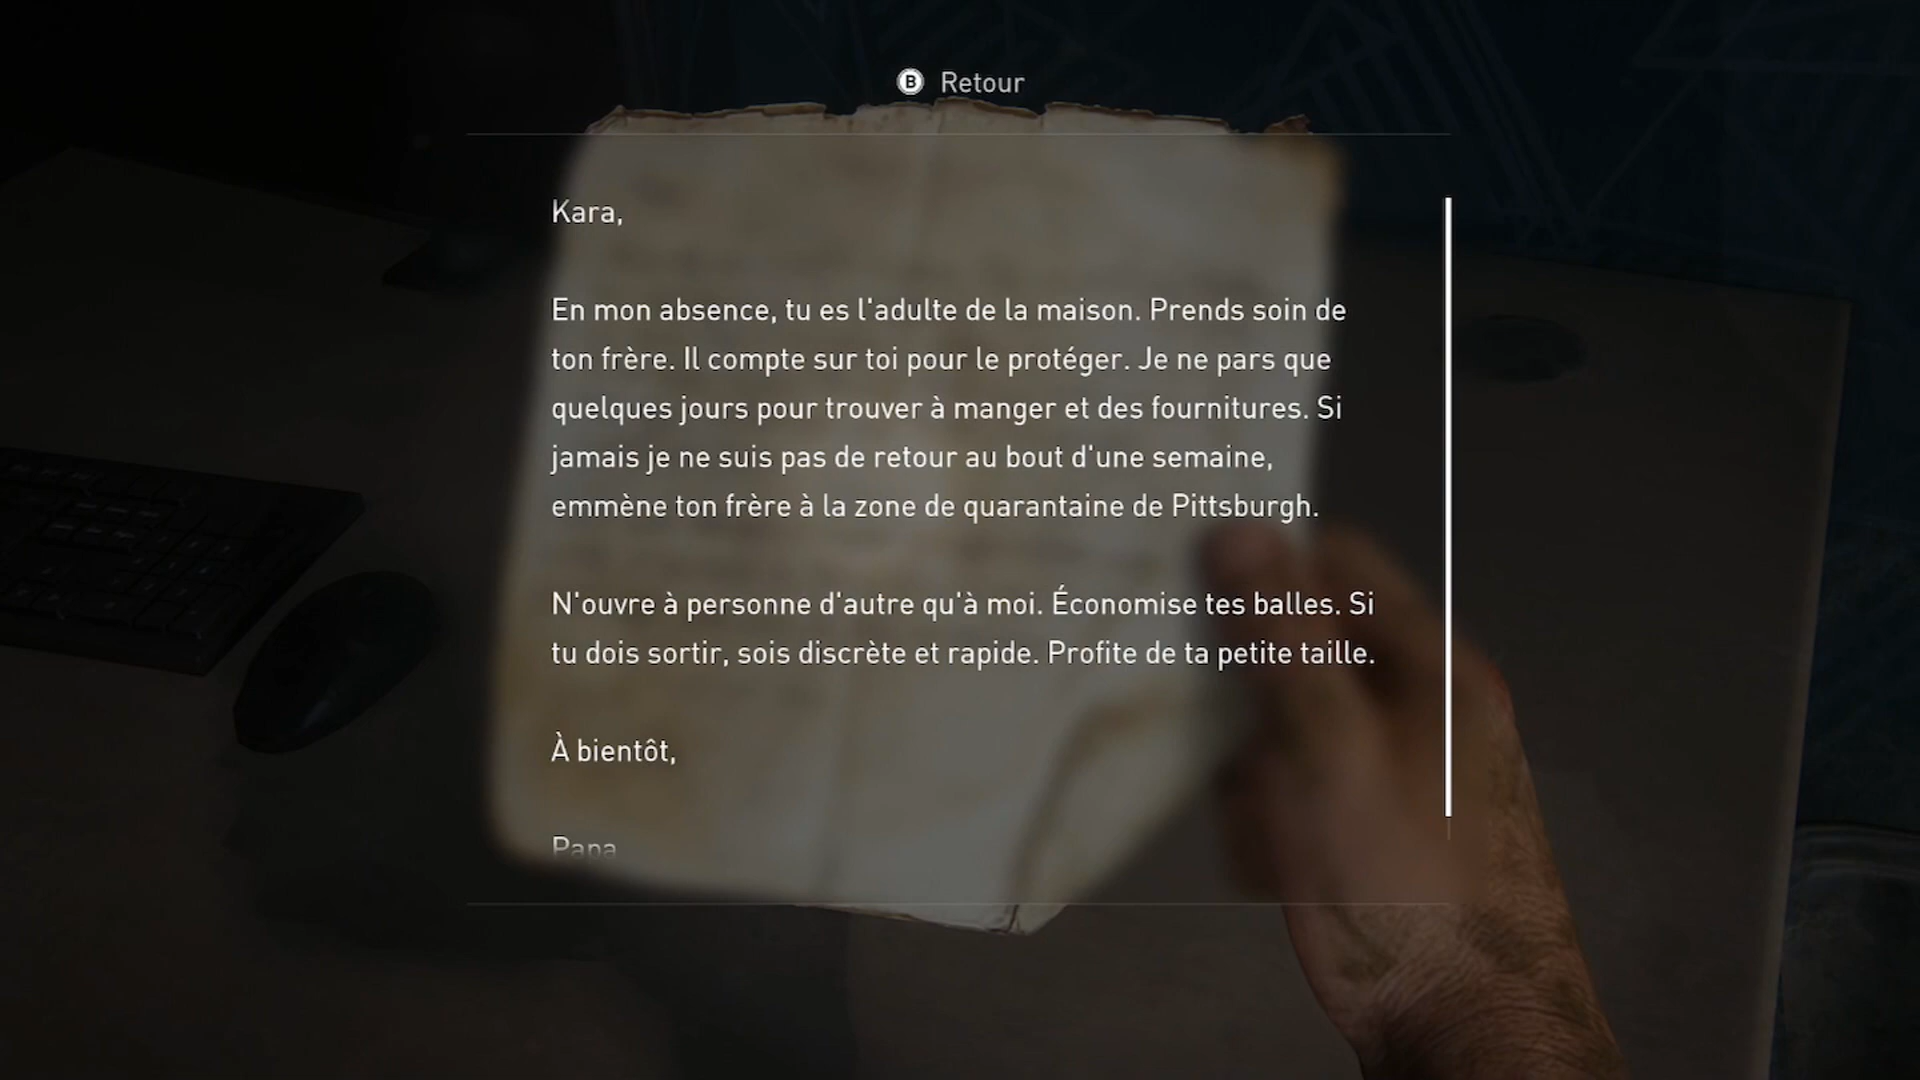 B Retour
Kara,
En mon absence, tu es l'adulte de la maison. Prends soin de
ton frère. Il compte sur toi pour le protéger. Je ne pars que
quelques jours pour trouver à manger et des fournitures. Si
jamais je ne suis pas de retour au bout d'une semaine,
emmène ton frère à la zone de quarantaine de Pittsburgh.
N'ouvre à personne d'autre qu'à moi. Économise tes balles. Si
tu dois sortir, sois discrète et rapide. Profite de ta petite taille.
À bientôt,
Papa